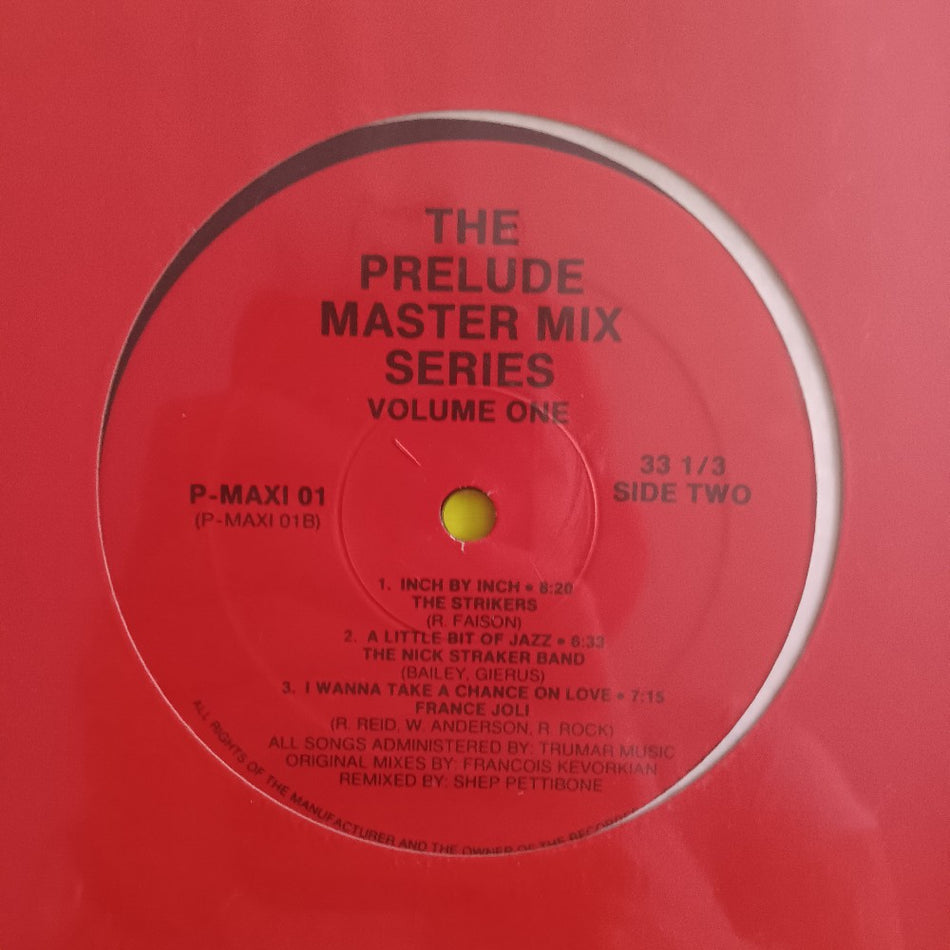 THE
PRELUDE
MASTER MIX
SERIES
VOLUME ONE
33 1/3
SIDE TWO
P-MAXI 01
(P-MAXI 01B)
1. INCH BY INCH • 8:20
THE STRIKERS
(R. FAISON)
2. A LITTLE BIT OF JAZZ • 6:33
THE NICK STRAKER BAND
(BAILEY, GIERUS)
3. I WANNA TAKE A CHANCE ON LOVE • 7:15
FRANCE JOLI
(R. REID, W. ANDERSON, R. ROCK)
ALL SONGS ADMINISTERED BY: TRUMAR MUSIC
ORIGINAL MIXES BY: FRANCOIS KEVORKIAN
REMIXED BY: SHEP PETTIBONE
ALL RIGHTS OF THE MANUFACTURER AND THE OWNER OF THE